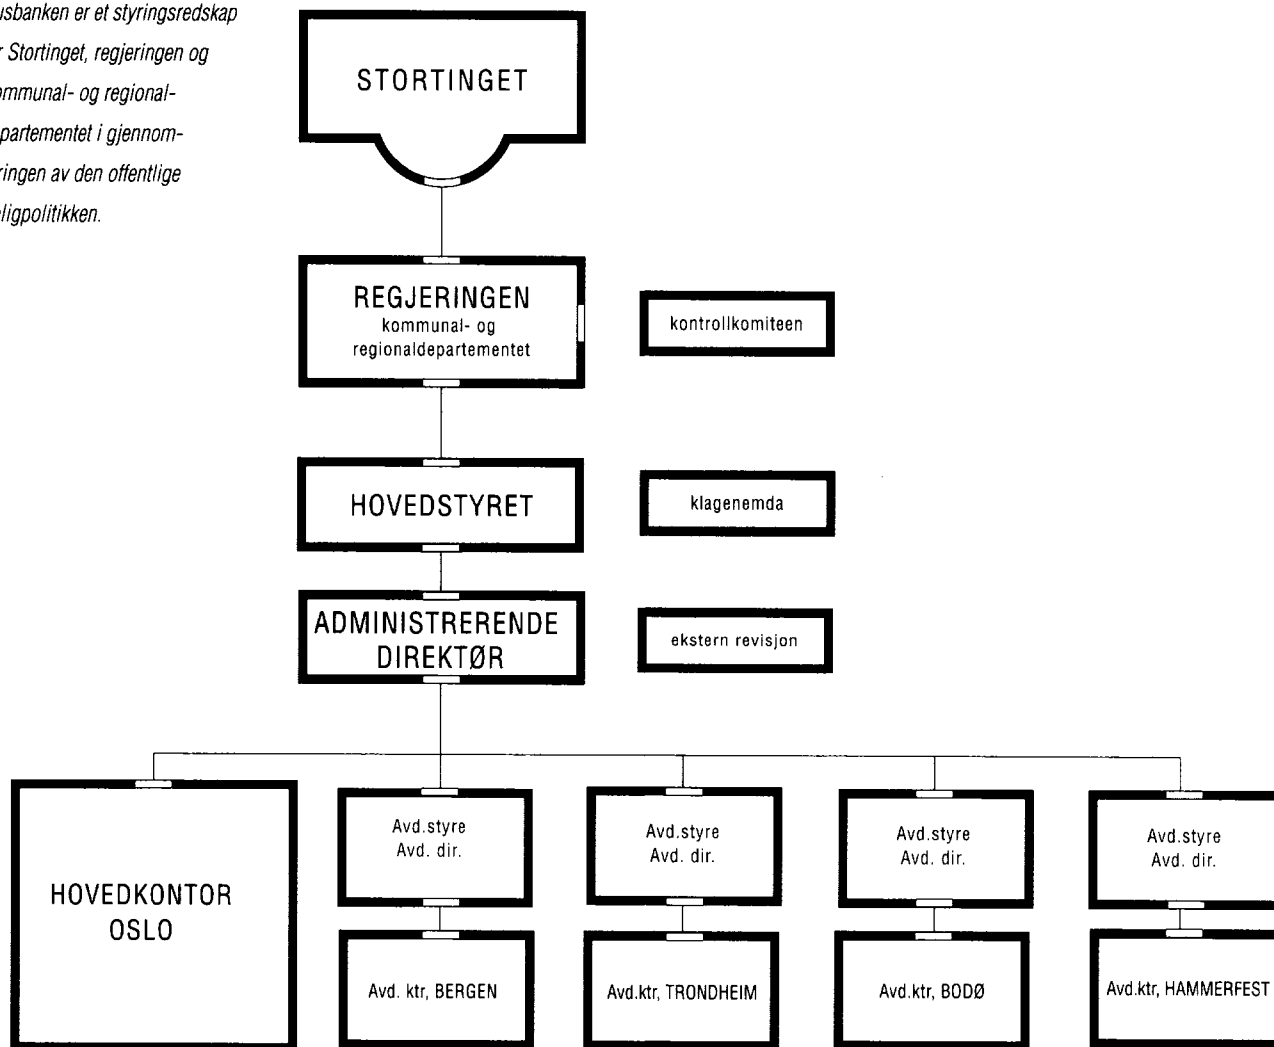 usbanken er et styringsredskap
r Stortinget, regjeringen og
ommunal- og regional-
partementet i gjennom-
ringen av den offentlige
ligpolitikken.
STORTINGET
REGJERINGEN
kommunal- og
regionaldepartementet
kontrollkomiteen
HOVEDSTYRET
klagenemda
ADMINISTRERENDE
DIREKTØR
ekstern revisjon
HOVEDKONTOR
OSLO
Avd.styre
Avd. dir.
Avd.styre
Avd. dir.
Avd.styre
Avd. dir.
Avd.styre
Avd. dir.
Avd. ktr, BERGEN
Avd.ktr, TRONDHEIM
Avd.ktr, BODØ
Avd.ktr, HAMMERFEST